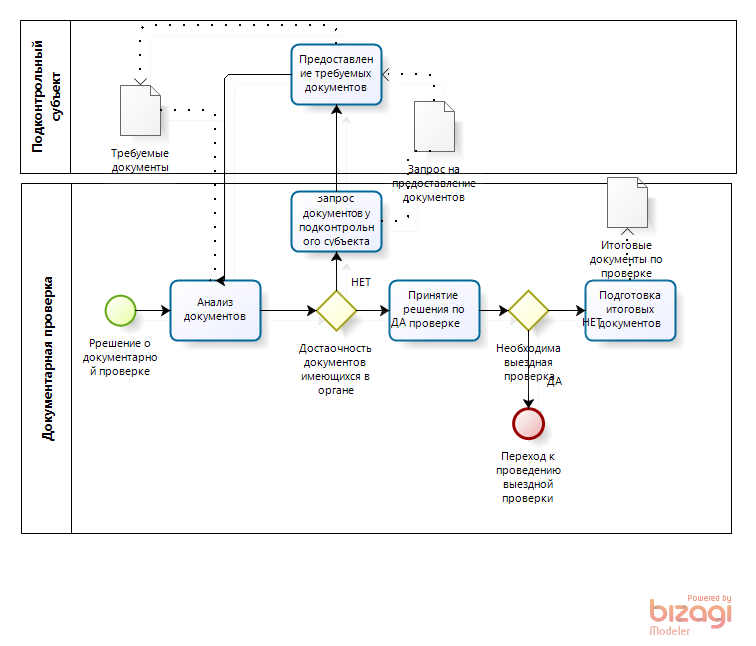 Подконтрольный
субъект
Предоставлен
ие требуемых
документов
Требуемые
документы
Запрос на
предоставление
документов
Документарная проверка
Запрос
документов у
подконтрольн
ого субъекта
Итоговые
документы по
проверке
НЕТ
Анализ
документов
Принятие
решения по
проверке
ДА
Подготовка
итоговых
документов
НЕТ
Ррешение о
документарно
й проверке
Достаочность
документов
имеющихся в
органе
Необходима
выездная
проверка
ДА
Переход к
проведению
выездной
проверки
Powered by
bizagi
Modeler